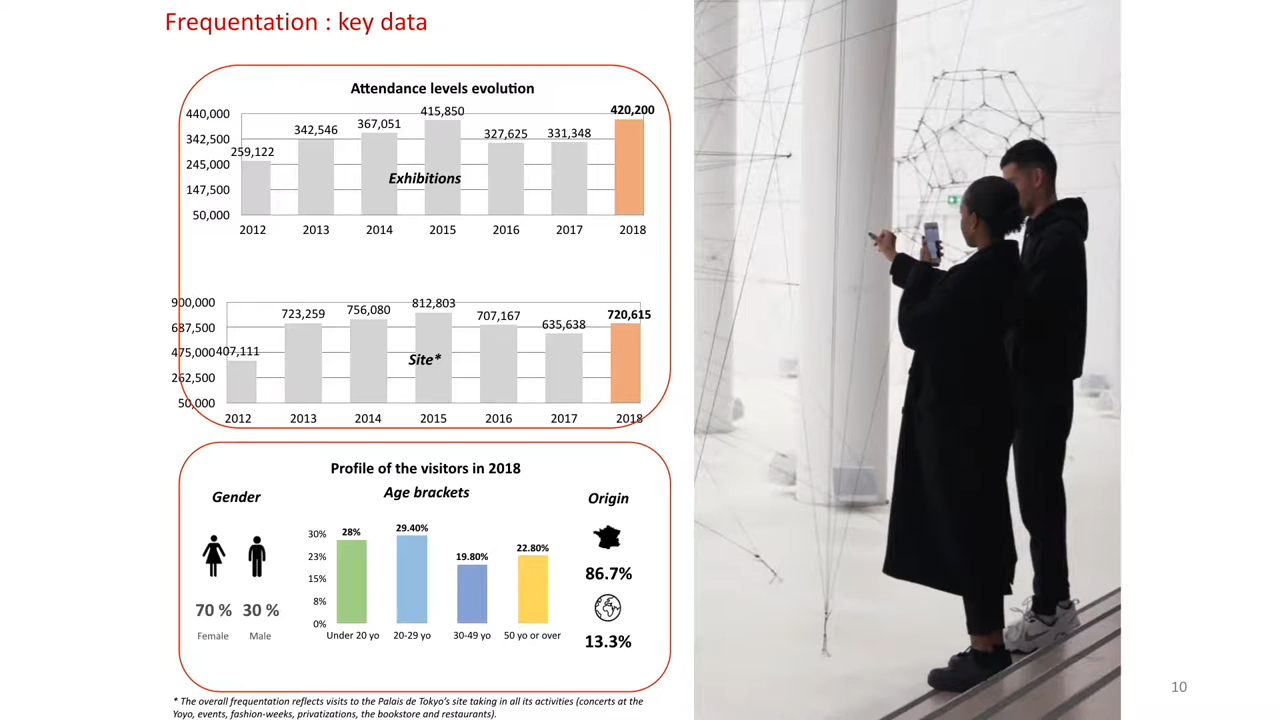 Frequentation : key data
Attendance levels evolution
440,000
342,500
245,000
147,500
50,000
259,122
342,546
367,051
415,850
327,625
331,348
420,200
Exhibitions
2012 2013 2014 2015 2016 2017 2018
900,000
687,500
475,000
262,500
50,000
407,111
723,259
756,080
812,803
707,167
635,638
720,615
Site*
2012 2013 2014 2015 2016 2017 2018
Profile of the visitors in 2018
Gender
70 % 30 %
Female Male
Age brackets
30%
23%
15%
8%
0%
28%
29.40%
19.80%
22.80%
Under 20 yo 20-29 yo 30-49 yo 50 yo or over
Origin
86.7%
13.3%
* The overall frequentation reflects visits to the Palais de Tokyo's site taking in all its activities (concerts at the
Yoyo, events, fashion-weeks, privatizations, the bookstore and restaurants).
10